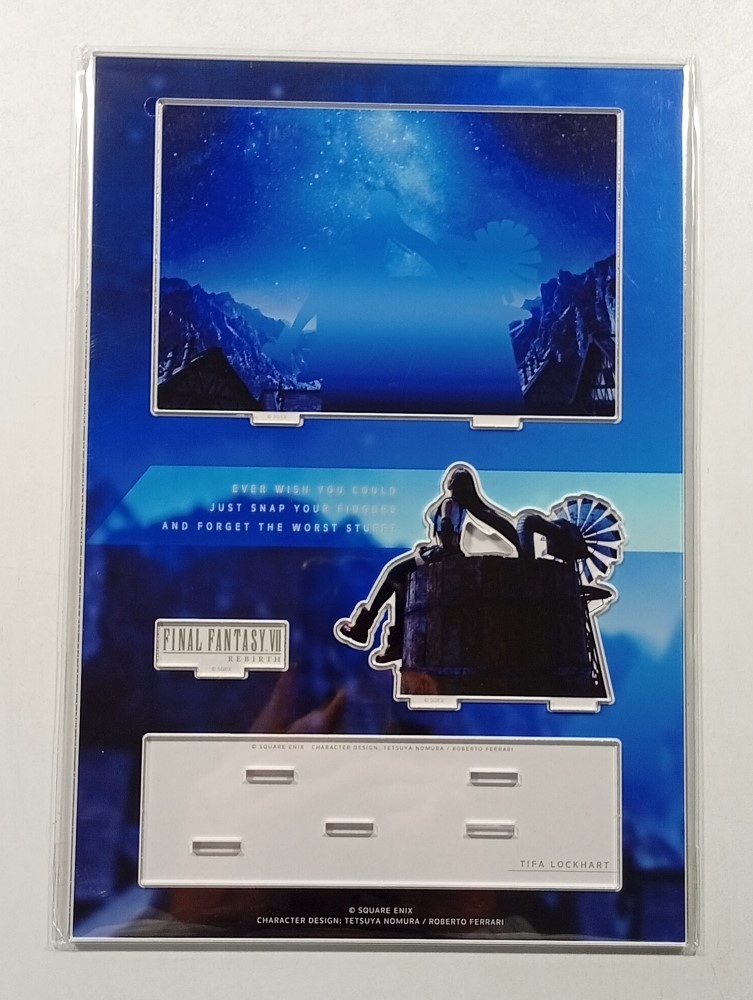 EVER WISH YOU COULD
JUST SNAP YOUR FINGERS
AND FORGET THE WORST STUFF?
FINAL FANTASY VII
REBIRTH
© SQUARE ENIX CHARACTER DESIGN: TETSUYA NOMURA / ROBERTO FERRARI
TIFA LOCKHART
© SQUARE ENIX
CHARACTER DESIGN: TETSUYA NOMURA / ROBERTO FERRARI